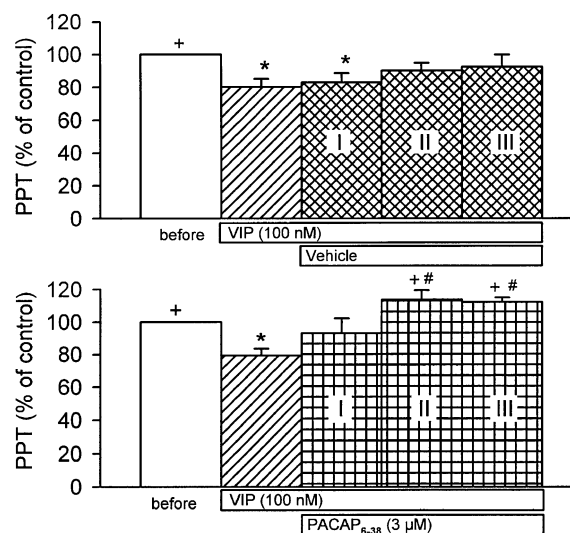 120
100
80
60
40
20
0
PPT (% of control)
+
*
*
I
II
III
before
VIP (100 nM)
Vehicle
120
100
80
60
40
20
0
PPT (% of control)
+
*
+ #
+ #
I
II
III
before
VIP (100 nM)
PACAP6-38 (3 µM)